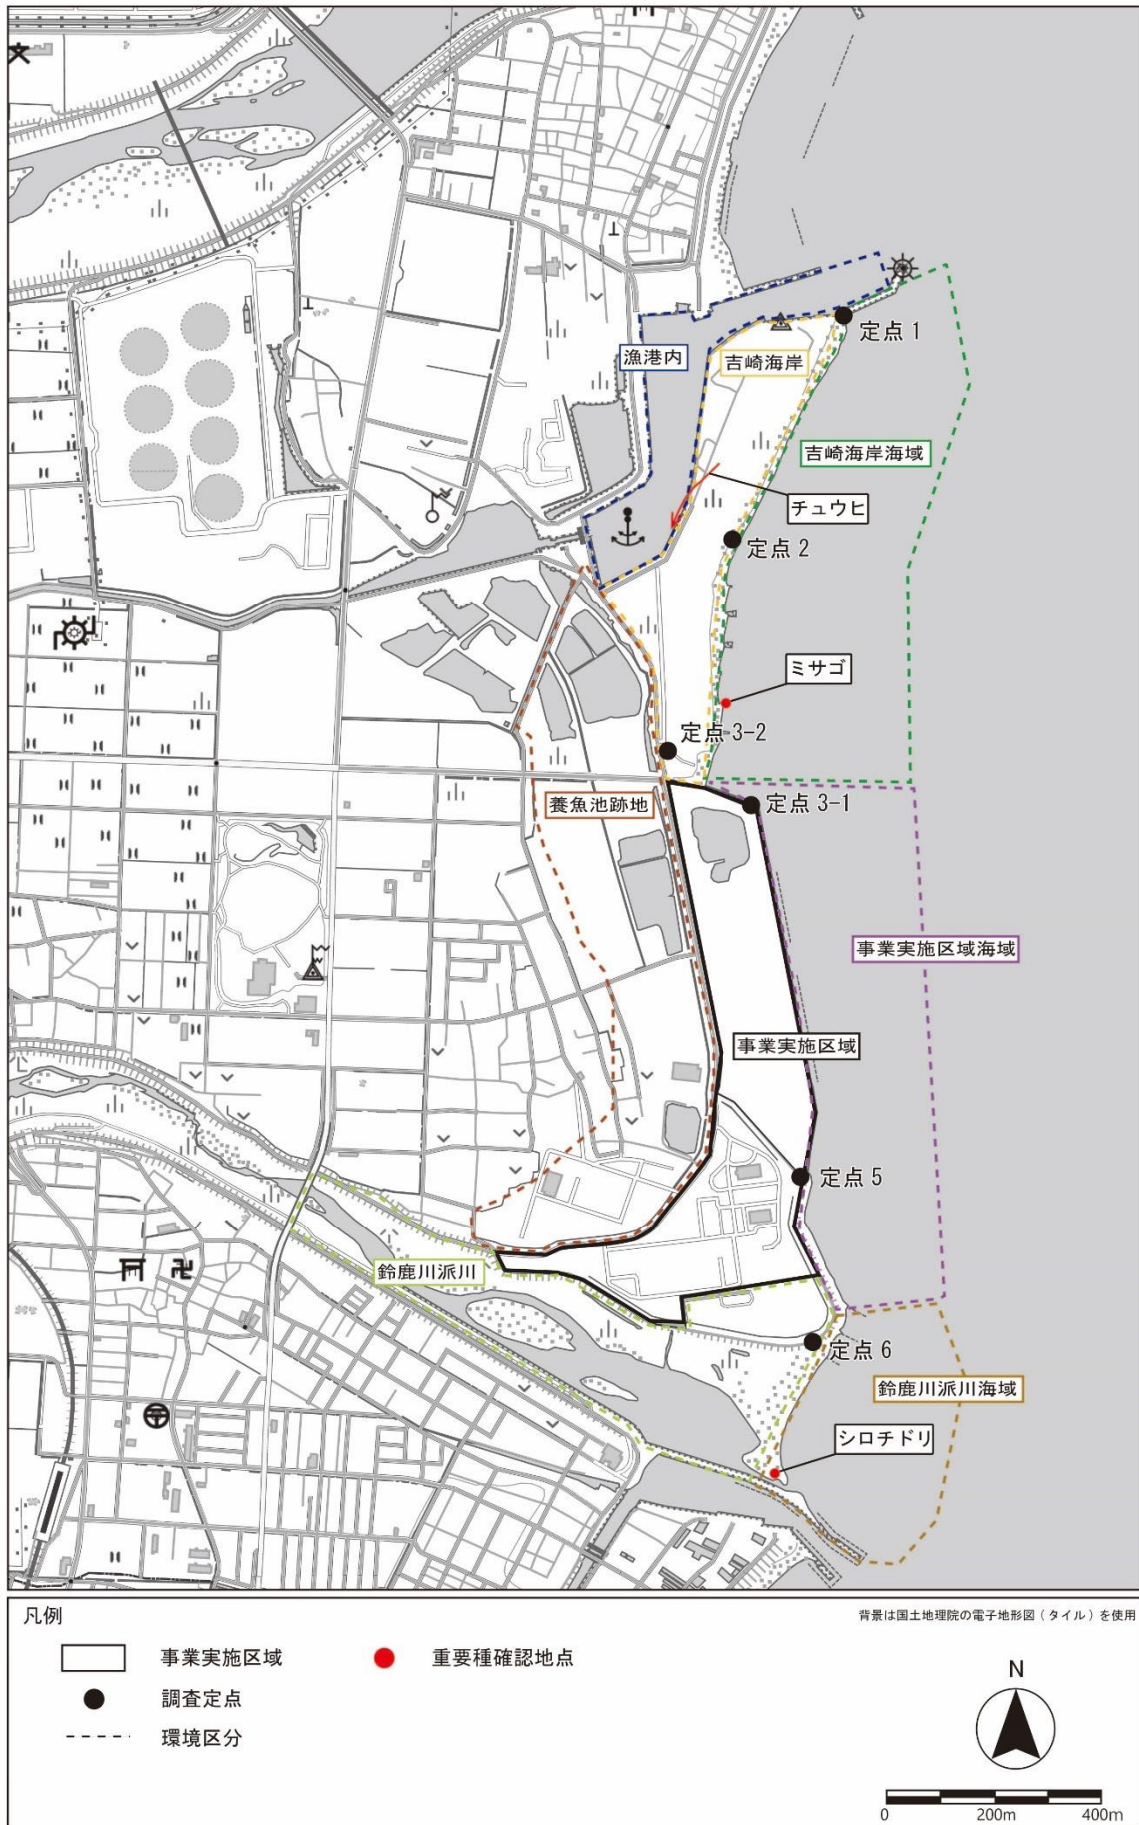 定点 1
漁港内
吉崎海岸
吉崎海岸海域
チュウヒ
定点 2
ミサゴ
定点 3-2
養魚池跡地
定点 3-1
事業実施区域海域
事業実施区域
定点 5
鈴鹿川派川
定点 6
鈴鹿川派川海域
シロチドリ
凡例
背景は国土地理院の電子地形図（タイル）を使用
事業実施区域
重要種確認地点
調査定点
環境区分
N
0
200m
400m